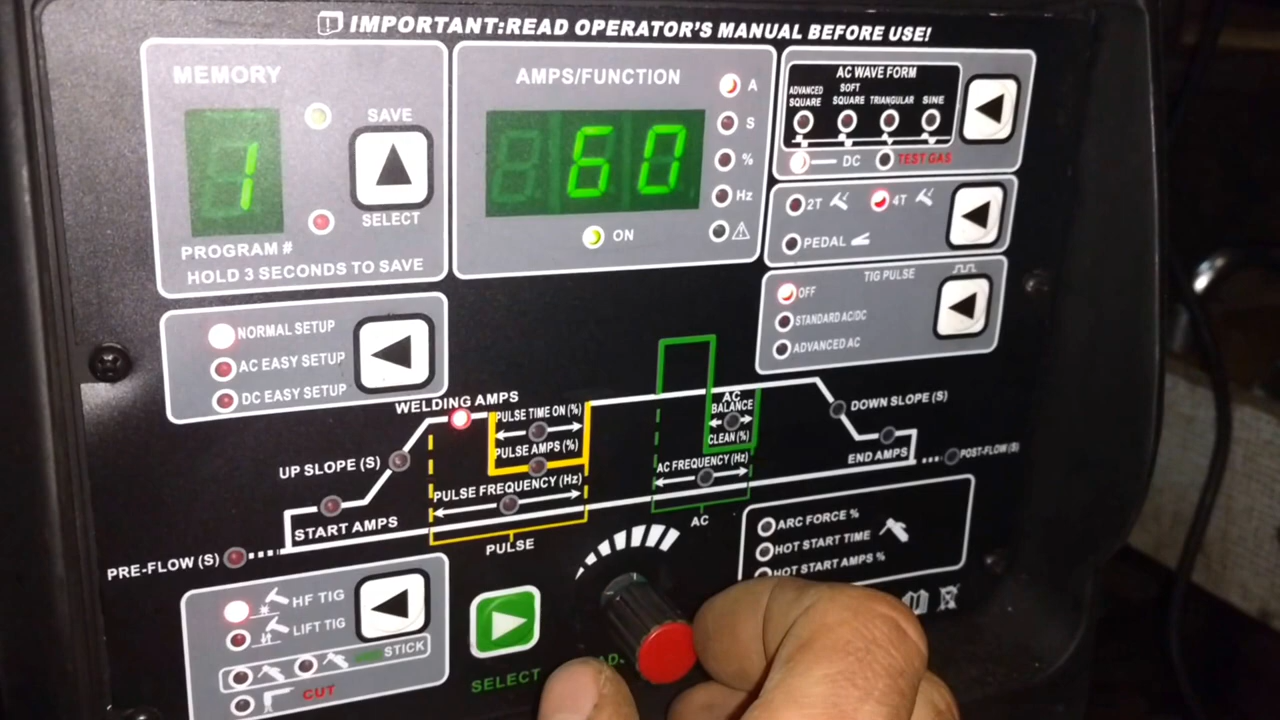 IMPORTANT:READ OPERATOR'S MANUAL BEFORE USE!
MEMORY
1
SAVE
SELECT
PROGRAM #
HOLD 3 SECONDS TO SAVE
AMPS/FUNCTION
60
A
S
%
Hz
ON
AC WAVE FORM
ADVANCED SQUARE
SOFT SQUARE
TRIANGULAR
SINE
DC
TEST GAS
2T
4T
PEDAL
TIG PULSE
OFF
STANDARD AC/DC
ADVANCED AC
NORMAL SETUP
AC EASY SETUP
DC EASY SETUP
WELDING AMPS
PULSE TIME ON (%)
PULSE AMPS (%)
PULSE FREQUENCY (Hz)
PULSE
UP SLOPE (S)
START AMPS
PRE-FLOW (S)
AC
BALANCE
CLEAN (%)
AC FREQUENCY (Hz)
AC
DOWN SLOPE (S)
END AMPS
POST-FLOW (S)
ARC FORCE %
HOT START TIME
HOT START AMPS %
HF TIG
LIFT TIG
STICK
CUT
SELECT